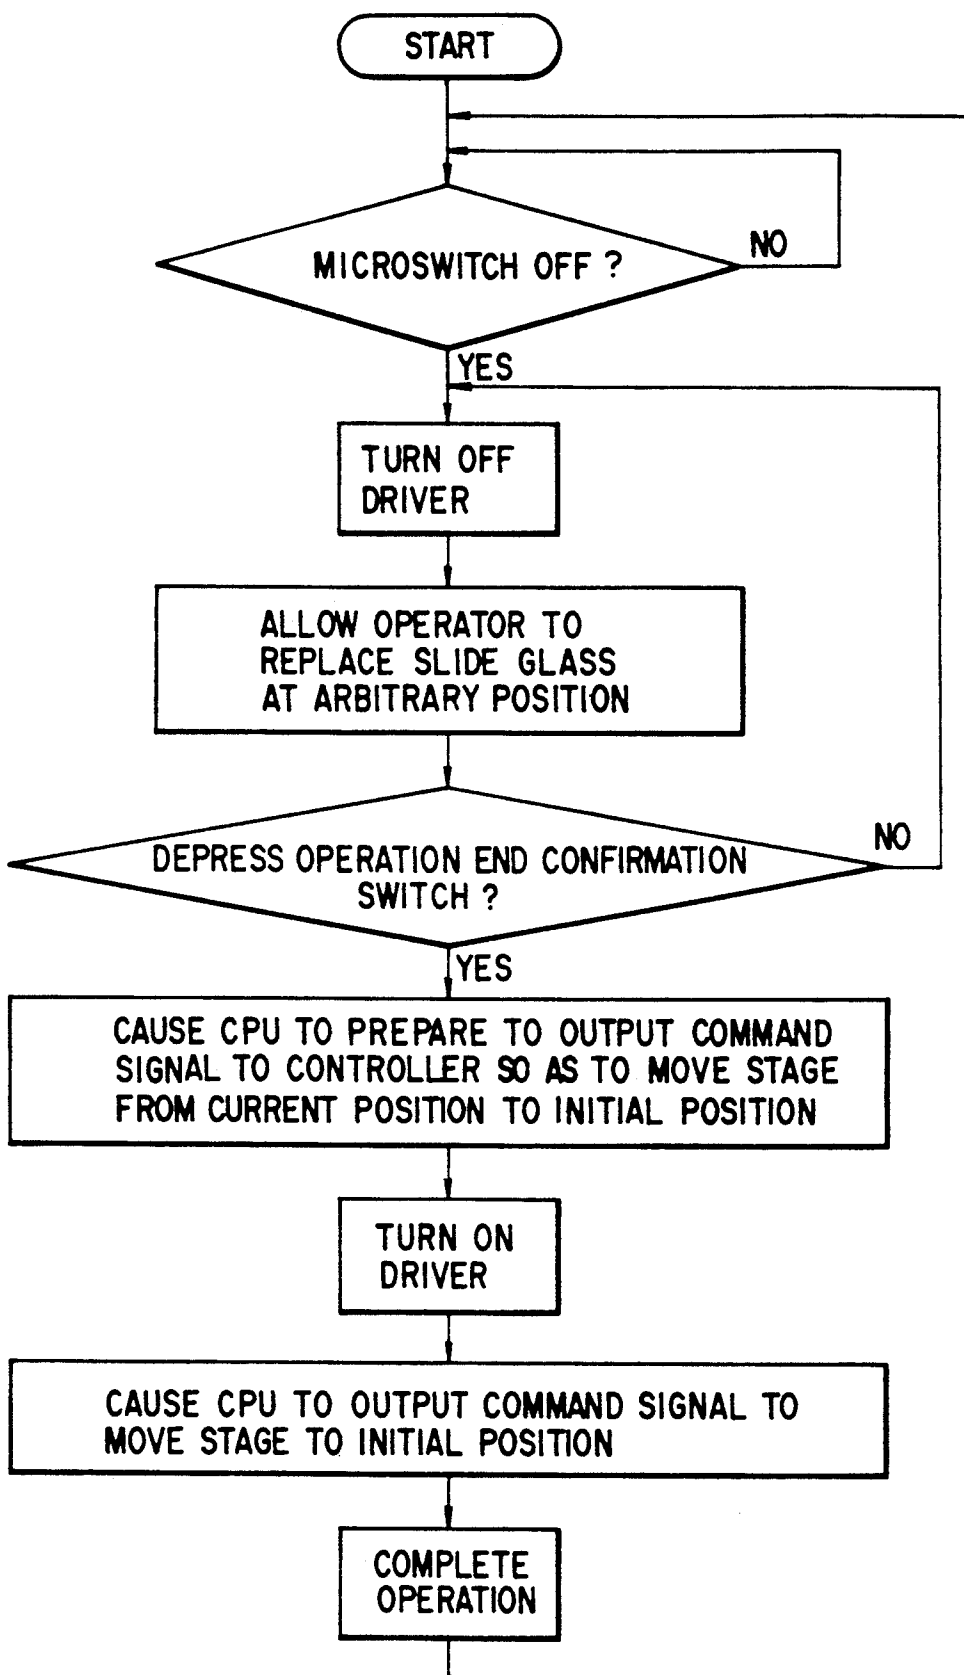 START
MICROSWITCH OFF ?
NO
YES
TURN OFF
DRIVER
ALLOW OPERATOR TO
REPLACE SLIDE GLASS
AT ARBITRARY POSITION
NO
DEPRESS OPERATION END CONFIRMATION
SWITCH ?
YES
CAUSE CPU TO PREPARE TO OUTPUT COMMAND
SIGNAL TO CONTROLLER SO AS TO MOVE STAGE
FROM CURRENT POSITION TO INITIAL POSITION
TURN ON
DRIVER
CAUSE CPU TO OUTPUT COMMAND SIGNAL TO
MOVE STAGE TO INITIAL POSITION
COMPLETE
OPERATION